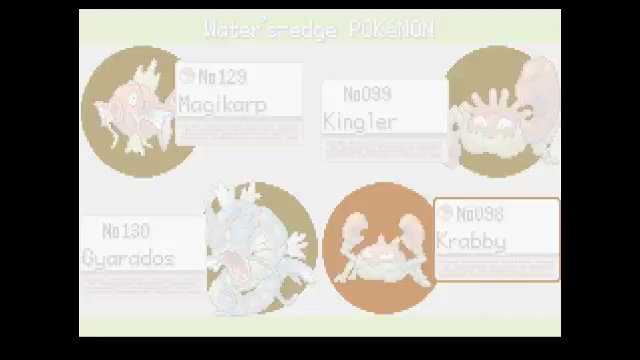 Water's-edge POKéMON
No129
Magikarp
No099
Kingler
No130
Gyarados
No098
Krabby